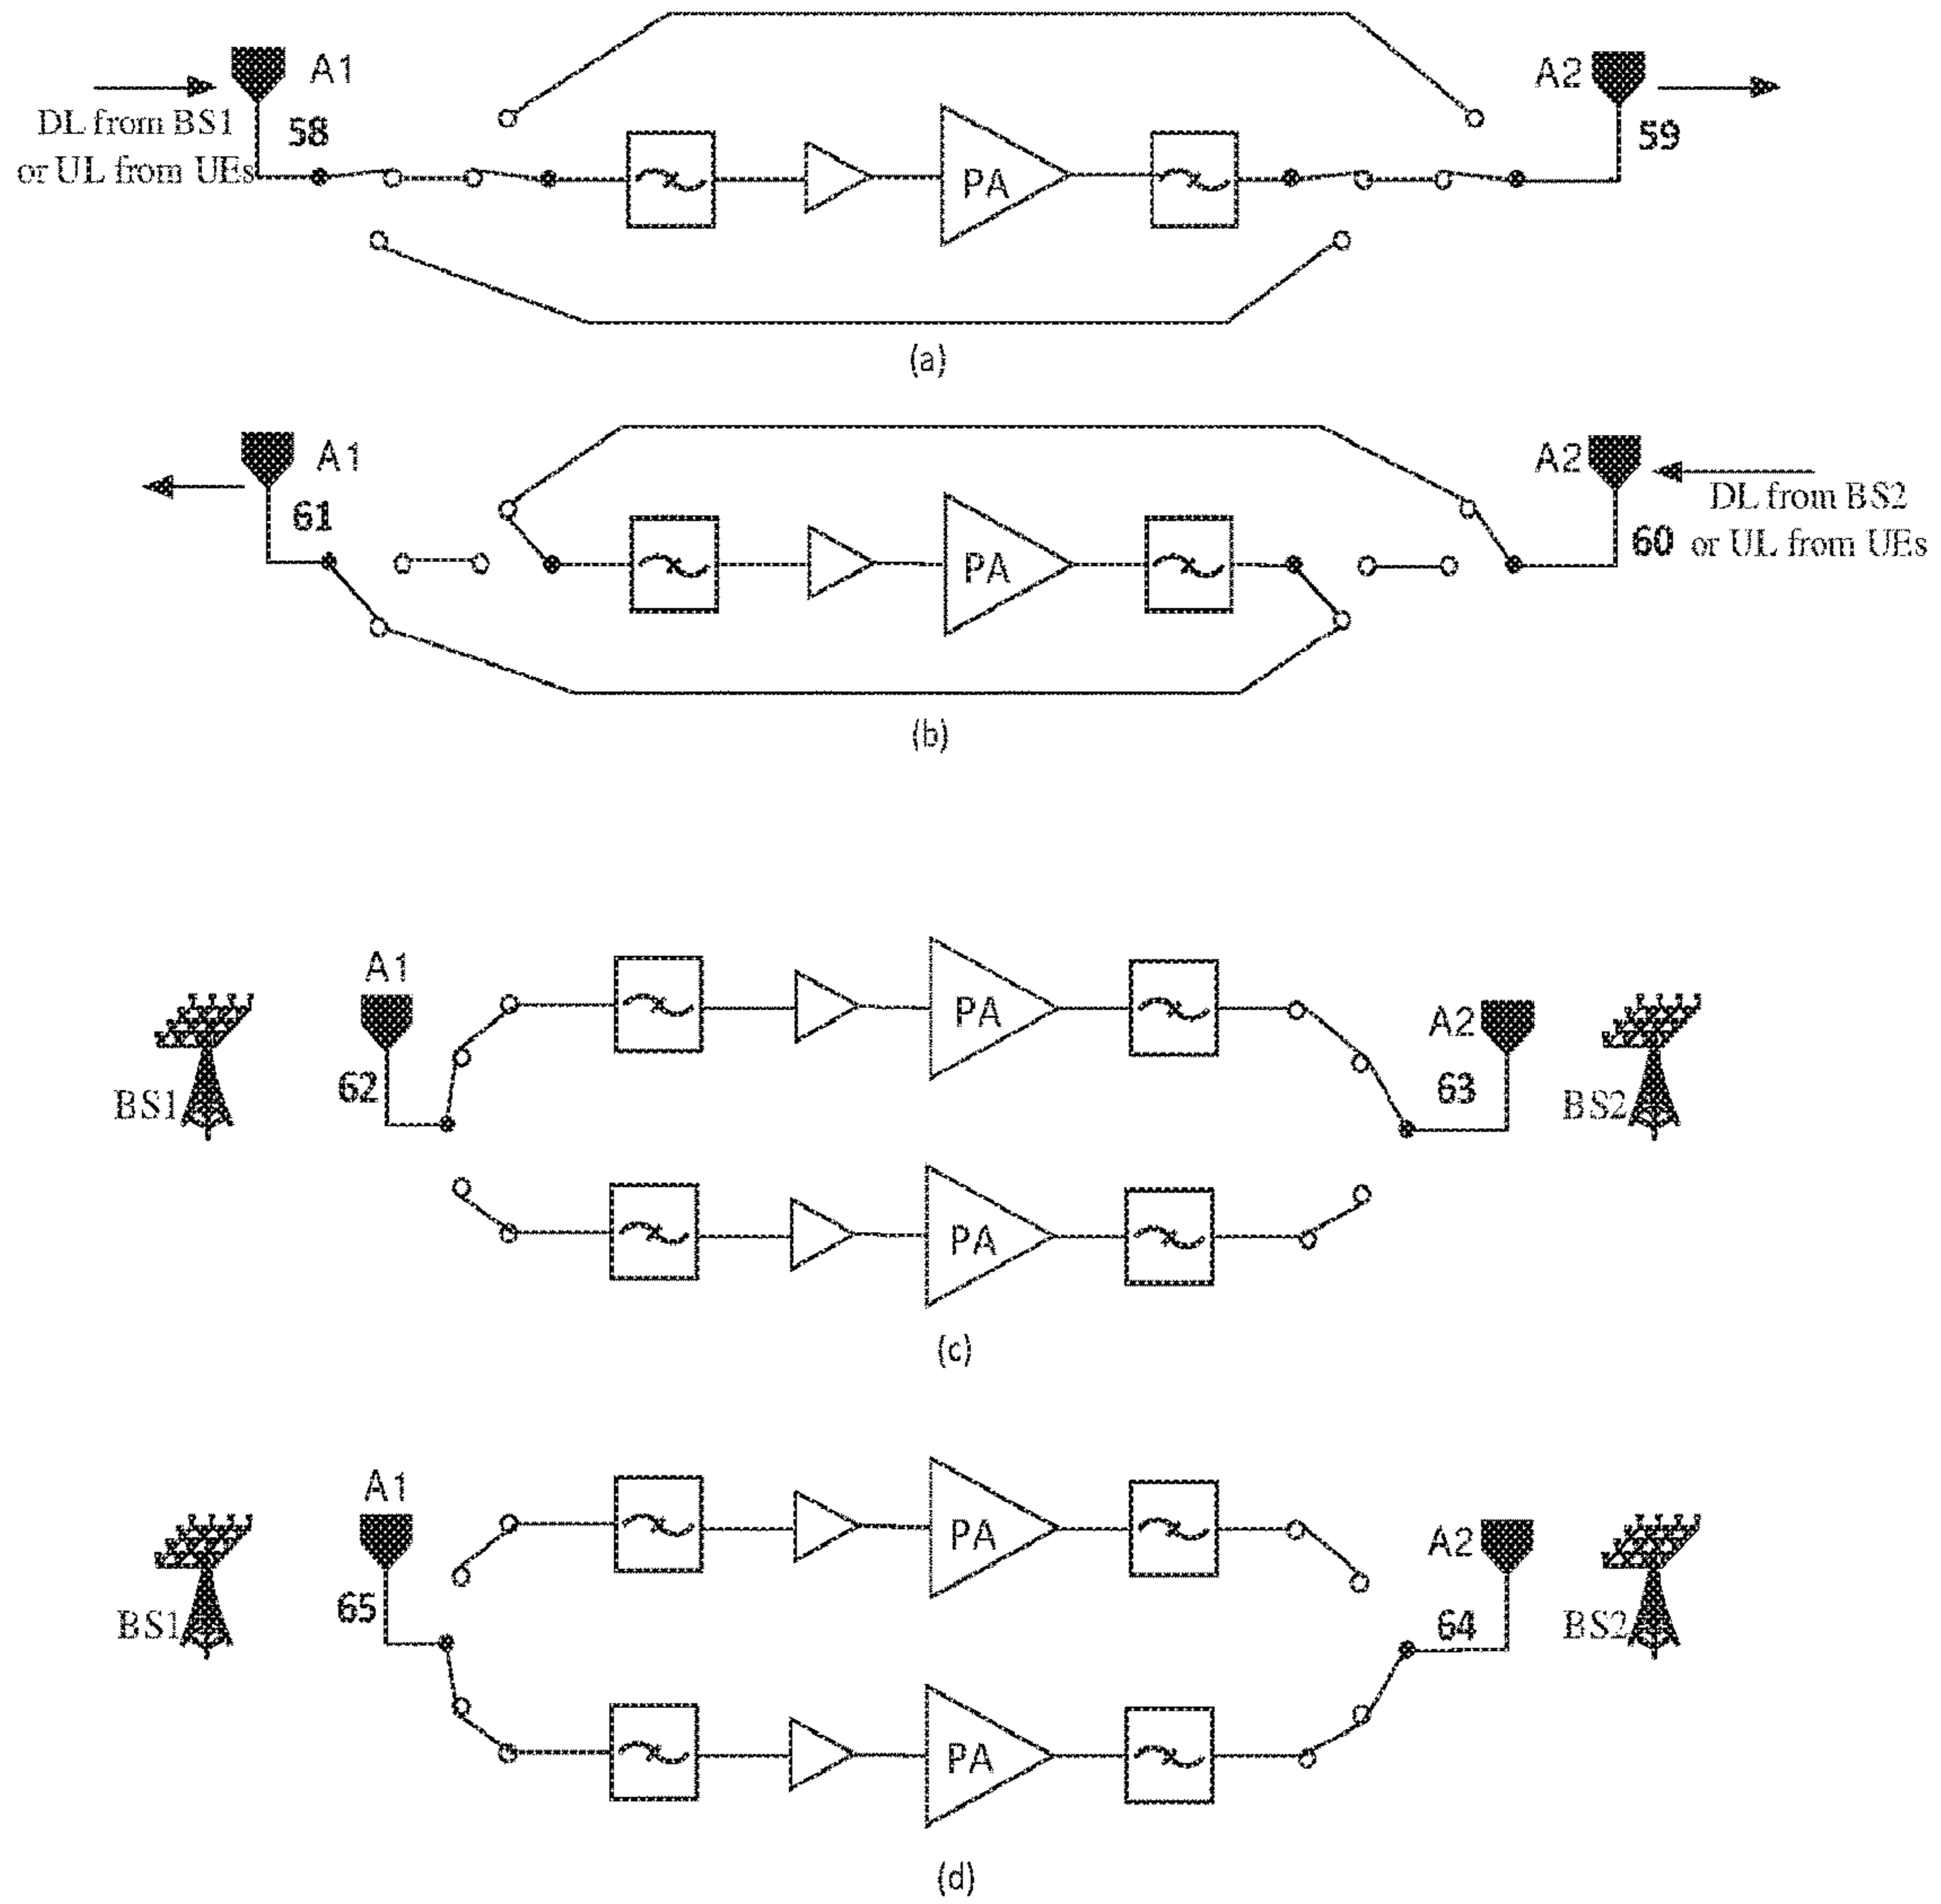 A1
A2
DL from BS1
58
59
or UL from UEs
PA
(a)
A1
A2
61
DL from BS2
60 or UL from UEs
PA
(b)
A1
PA
A2
62
63
BS1
BS2
PA
(c)
A1
PA
A2
65
64
BS1
BS2
PA
(d)